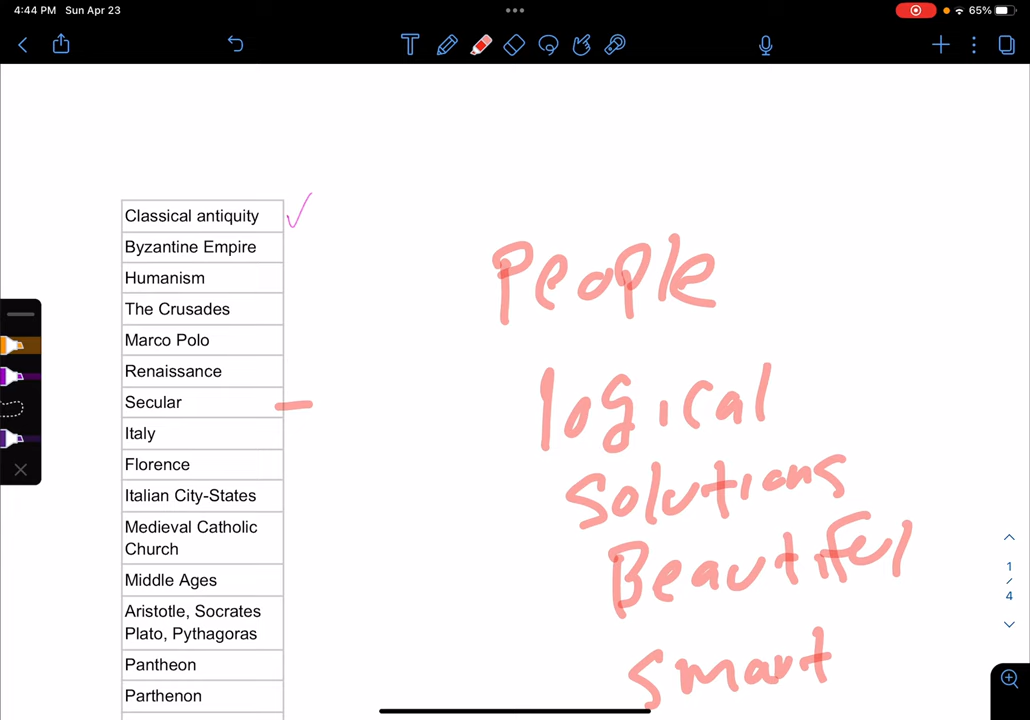 4:44 PM Sun Apr 23
65%
T
Classical antiquity
Byzantine Empire
Humanism
The Crusades
Marco Polo
Renaissance
Secular
Italy
Florence
Italian City-States
Medieval Catholic
Church
Middle Ages
Aristotle, Socrates
Plato, Pythagoras
Pantheon
Parthenon
People
logical
Solutions
Beautiful
smart
1
/
4